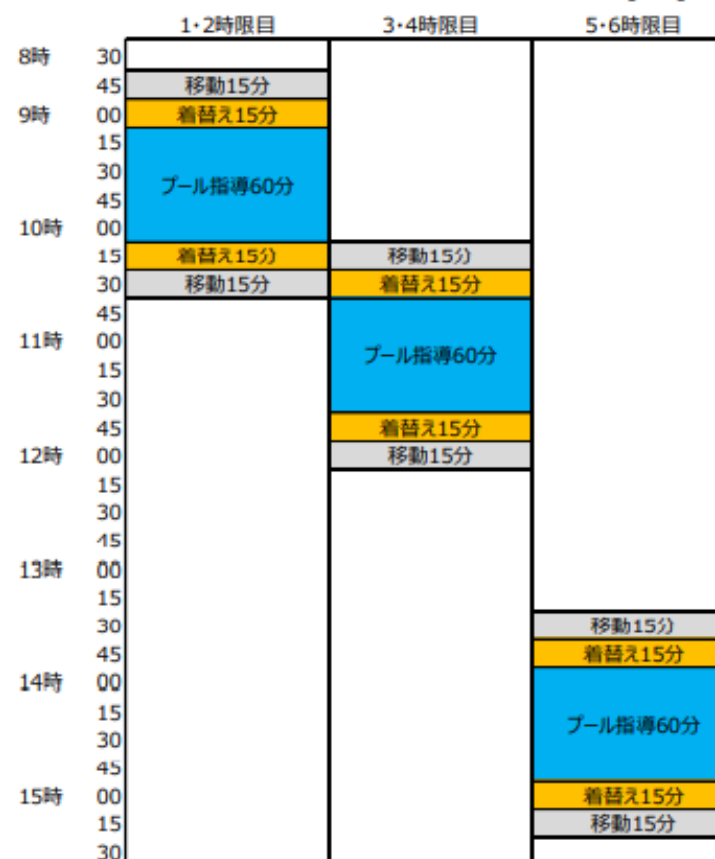 1・2時限目 3・4時限目 5・6時限目
8時 30
45 移動15分
9時 00 着替え15分
15
30 プール指導60分
45
10時 00
15 着替え15分 移動15分
30 移動15分 着替え15分
45
11時 00 プール指導60分
15
30
45 着替え15分
12時 00 移動15分
15
30
45
13時 00
15
30 移動15分
45 着替え15分
14時 00
15 プール指導60分
30
45
15時 00 着替え15分
15 移動15分
30